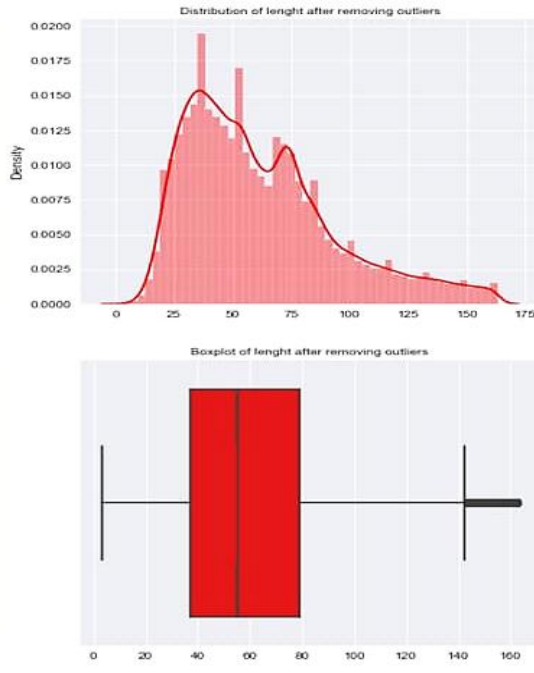 Distribution of lenght after removing outliers
0.0200
0.0175
0.0150
0.0125
0.0100
0.0075
0.0050
0.0025
0.0000
Density
0 25 50 75 100 125 150 175
Boxplot of lenght after removing outliers
0 20 40 60 80 100 120 140 160